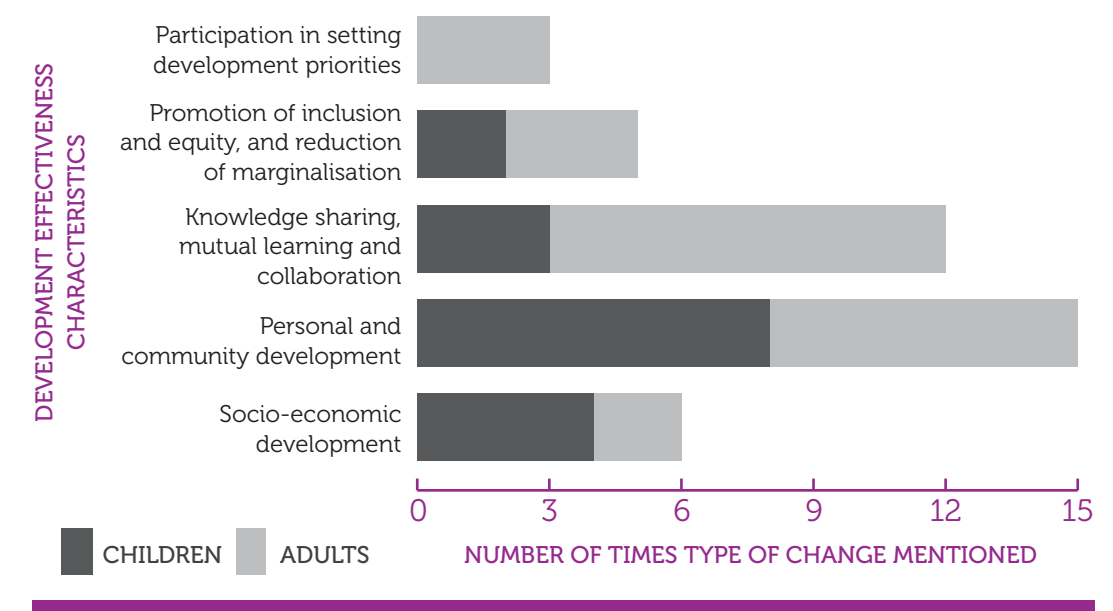 DEVELOPMENT EFFECTIVENESS
CHARACTERISTICS
Participation in setting
development priorities
Promotion of inclusion
and equity, and reduction
of marginalisation
Knowledge sharing,
mutual learning and
collaboration
Personal and
community development
Socio-economic
development
0 3 6 9 12 15
CHILDREN ADULTS
NUMBER OF TIMES TYPE OF CHANGE MENTIONED